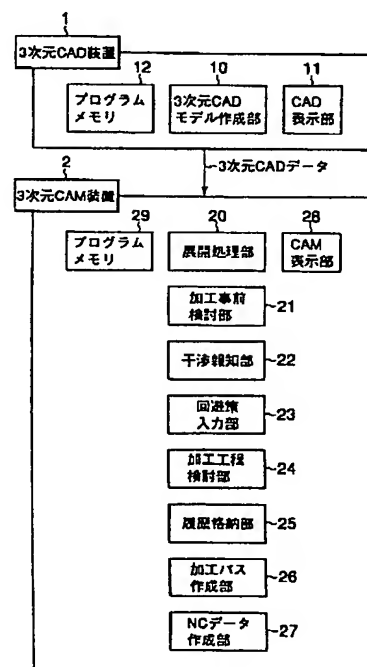 1
3次元CAD装置
12
10
11
プログラム
メモリ
3次元CAD
モデル作成部
CAD
表示部
3次元CADデータ
2
3次元CAM装置
29
20
28
プログラム
メモリ
展開処理部
CAM
表示部
加工事前
検討部
21
干渉報知部
22
回避策
入力部
23
加工工程
検討部
24
履歴格納部
25
加工パス
作成部
26
NCデータ
作成部
27